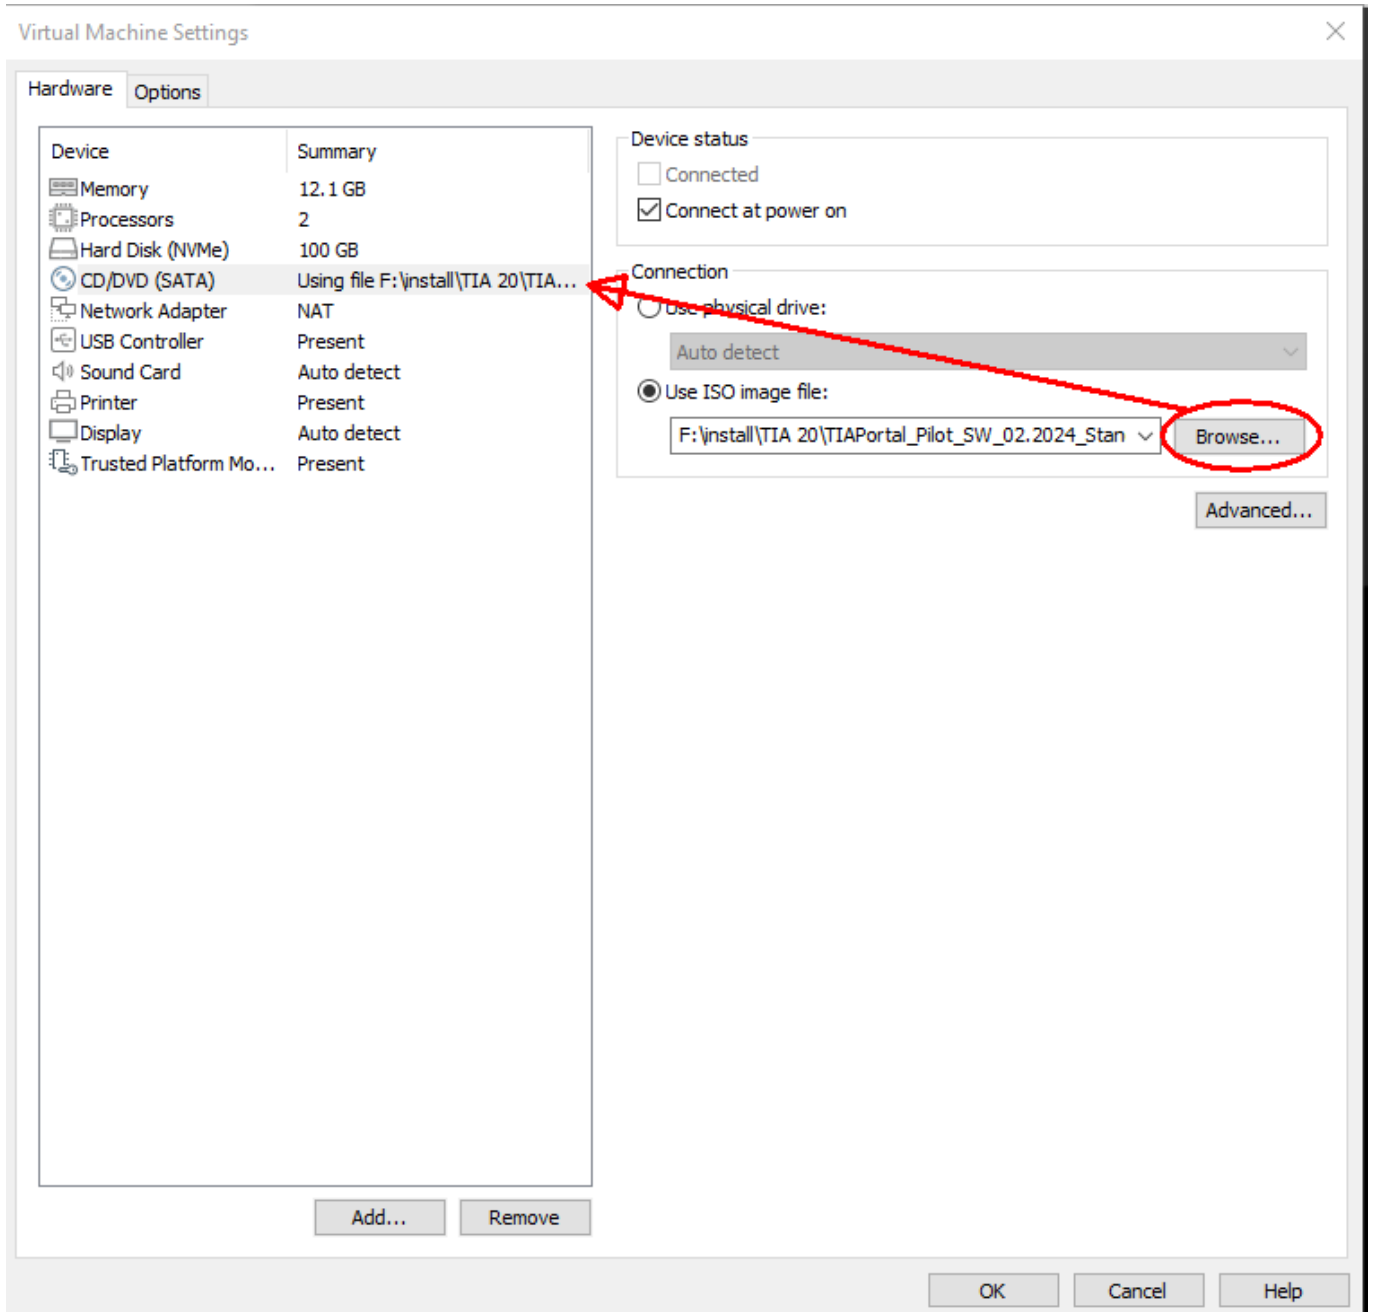 Virtual Machine Settings
Hardware
Options
Device Summary
Memory 12.1 GB
Processors 2
Hard Disk (NVMe) 100 GB
CD/DVD (SATA) Using file F:\install\TIA 20\TIA...
Network Adapter NAT
USB Controller Present
Sound Card Auto detect
Printer Present
Display Auto detect
Trusted Platform Mo... Present
Add...
Remove
Device status
Connected
Connect at power on
Connection
Use physical drive:
Auto detect
Use ISO image file:
F:\install\TIA 20\TIAPortal_Pilot_SW_02.2024_Stan
Browse...
Advanced...
OK
Cancel
Help